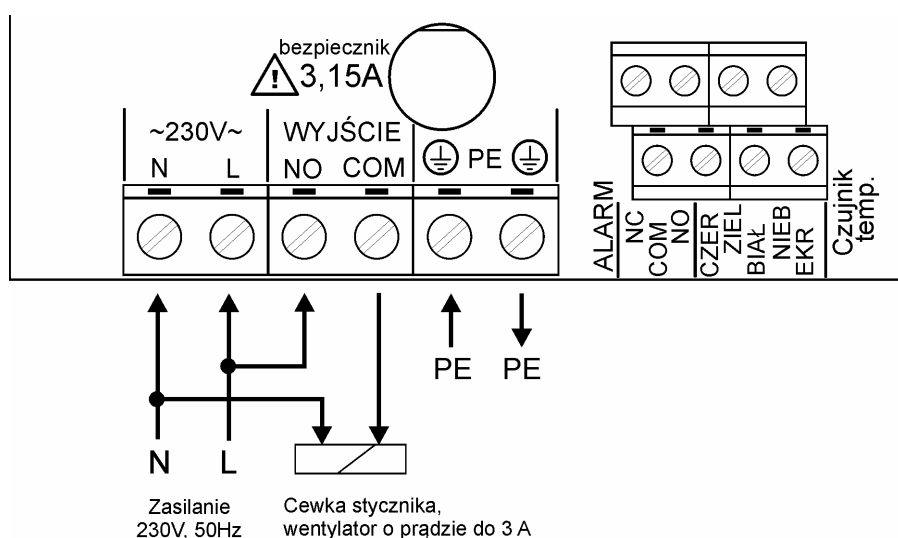 bezpiecznik
3,15A
~230V~ WYJŚCIE
N L NO COM PE
ALARM
NC
COM
NO
CZER
ZIEL
BIAŁ
NIEB
EKR
Czujnik
temp.
PE PE
N L
Zasilanie
230V, 50Hz
Cewka stycznika,
wentylator o prądzie do 3 A